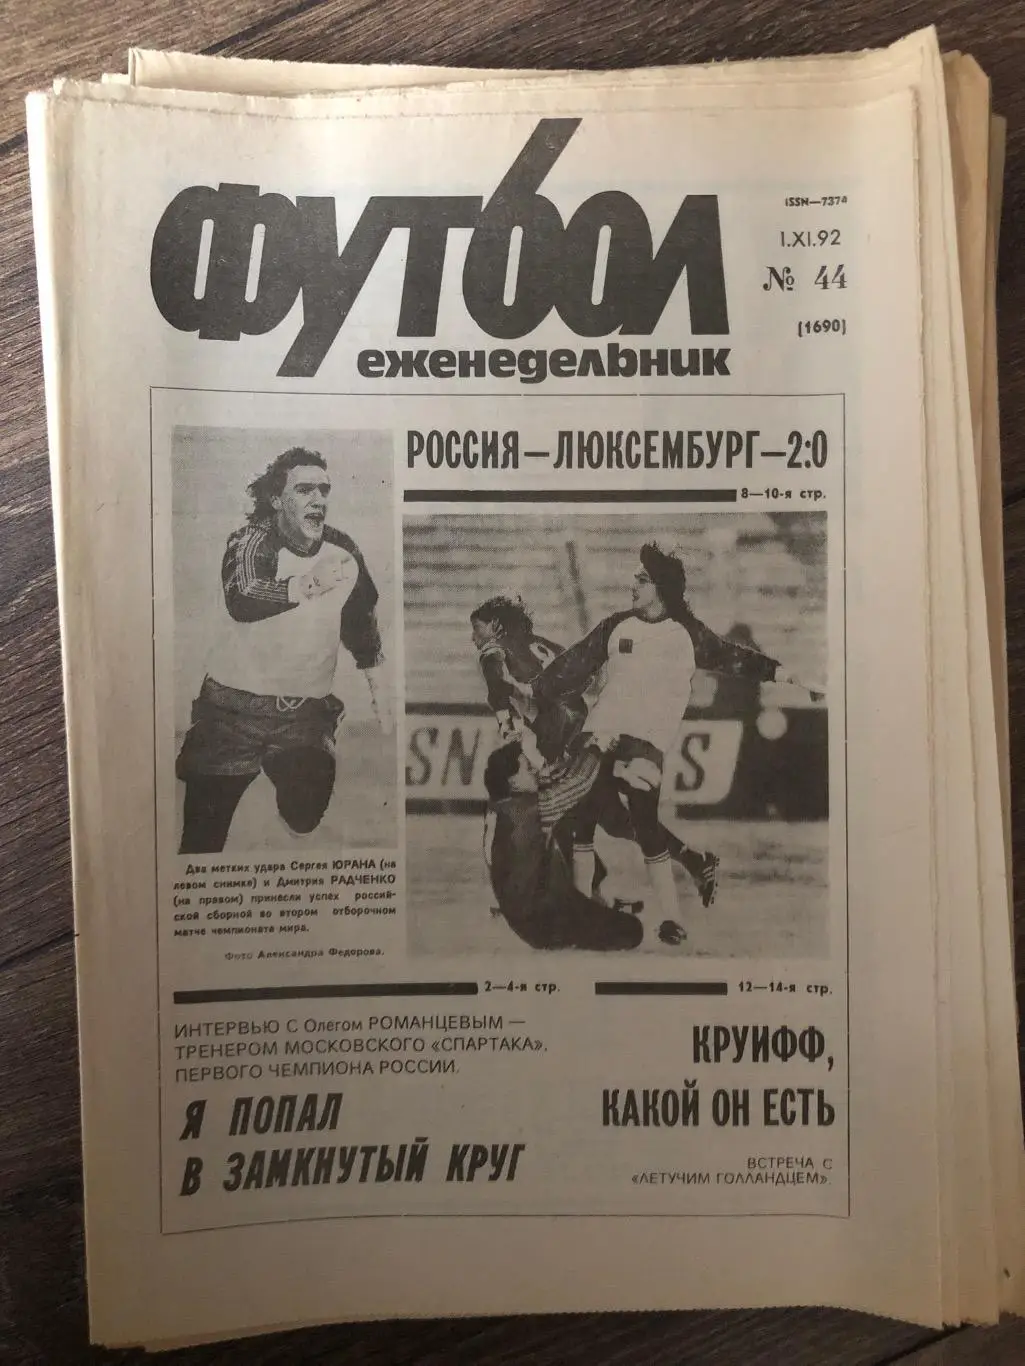 ФУТБОЛ
еженедельник
ISSN—7374
1.XI.92
№ 44
(1690)
РОССИЯ—ЛЮКСЕМБУРГ—2:0
8—10-я стр.
SN
S
Два метких удара Сергея ЮРАНА (на
левом снимке) и Дмитрия РАДЧЕНКО
(на правом) принесли успех россий-
ской сборной во втором отборочном
матче чемпионата мира.
Фото Александра Федорова.
2—4-я стр.
ИНТЕРВЬЮ С Олегом РОМАНЦЕВЫМ —
ТРЕНЕРОМ МОСКОВСКОГО «СПАРТАКА»,
ПЕРВОГО ЧЕМПИОНА РОССИИ.
Я ПОПАЛ
В ЗАМКНУТЫЙ КРУГ
12—14-я стр.
КРУИФФ,
КАКОЙ ОН ЕСТЬ
ВСТРЕЧА С
«ЛЕТУЧИМ ГОЛЛАНДЦЕМ».